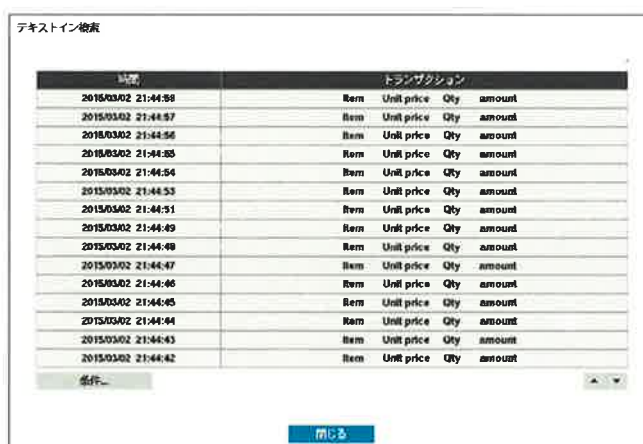 テキストイン検索
時間 トランザクション
2015/03/02 21:44:58 Item Unit price Qty amount
2015/03/02 21:44:57 Item Unit price Qty amount
2015/03/02 21:44:56 Item Unit price Qty amount
2015/03/02 21:44:55 Item Unit price Qty amount
2015/03/02 21:44:54 Item Unit price Qty amount
2015/03/02 21:44:53 Item Unit price Qty amount
2015/03/02 21:44:51 Item Unit price Qty amount
2015/03/02 21:44:49 Item Unit price Qty amount
2015/03/02 21:44:48 Item Unit price Qty amount
2015/03/02 21:44:47 Item Unit price Qty amount
2015/03/02 21:44:46 Item Unit price Qty amount
2015/03/02 21:44:45 Item Unit price Qty amount
2015/03/02 21:44:44 Item Unit price Qty amount
2015/03/02 21:44:43 Item Unit price Qty amount
2015/03/02 21:44:42 Item Unit price Qty amount
条件...
閉じる